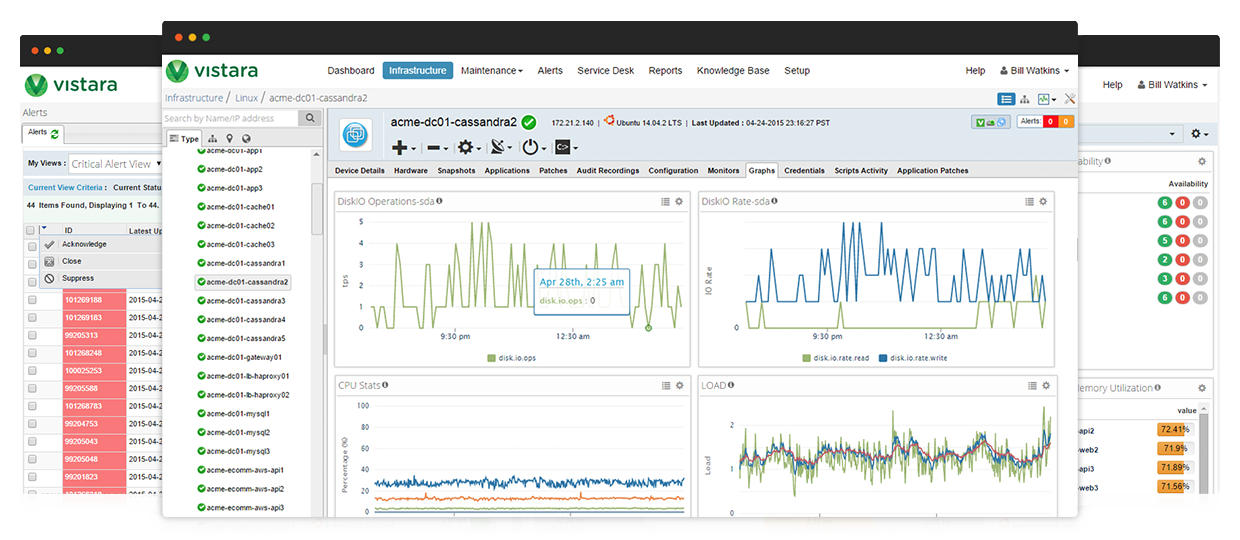 vistara
Alerts
Alerts
My Views : Critical Alert View
Current View Criteria : Current Statu
44 Items Found, Displaying 1 To 44.
ID Latest Up
Acknowledge
Close
Suppress
101269188 2015-04-2
101269183 2015-04-2
99205313 2015-04-2
101268248 2015-04-2
100025253 2015-04-2
99205588 2015-04-2
101268783 2015-04-2
99204753 2015-04-2
99205043 2015-04-2
99205048 2015-04-2
99201823 2015-04-2
vistara
Dashboard Infrastructure Maintenance Alerts Service Desk Reports Knowledge Base Setup Help Bill Watkins
Infrastructure / Linux / acme-dc01-cassandra2
Search by Name/IP address
Type
acme-dc01-app1
acme-dc01-app2
acme-dc01-app3
acme-dc01-cache01
acme-dc01-cache02
acme-dc01-cache03
acme-dc01-cassandra1
acme-dc01-cassandra2
acme-dc01-cassandra3
acme-dc01-cassandra4
acme-dc01-cassandra5
acme-dc01-gateway01
acme-dc01-lb-haproxy01
acme-dc01-lb-haproxy02
acme-dc01-mysql1
acme-dc01-mysql2
acme-dc01-mysql3
acme-ecomm-aws-api1
acme-ecomm-aws-api2
acme-ecomm-aws-api3
acme-dc01-cassandra2 172.21.2.140 | Ubuntu 14.04.2 LTS | Last Updated : 04-24-2015 23:16:27 PST
Alerts: 0 0
Device Details Hardware Snapshots Applications Patches Audit Recordings Configuration Monitors Graphs Credentials Scripts Activity Application Patches
DiskIO Operations-sda
5
4
3
2
1
0
tps
Apr 28th, 2:25 am
disk.io.ops : 0
9:30 pm 12:30 am
disk.io.ops
DiskIO Rate-sda
IO Rate
0
9:30 pm 12:30 am
disk.io.rate.read disk.io.rate.write
CPU Stats
100
80
60
40
20
0
Percentage (%)
LOAD
2
1
0
Load
Help Bill Watkins
ability
Availability
6 0 0
6 0 0
5 0 0
2 0 0
3 0 0
6 0 0
emory Utilization
value
-api2 72.41%
-web2 71.9%
-api3 71.89%
-web3 71.56%